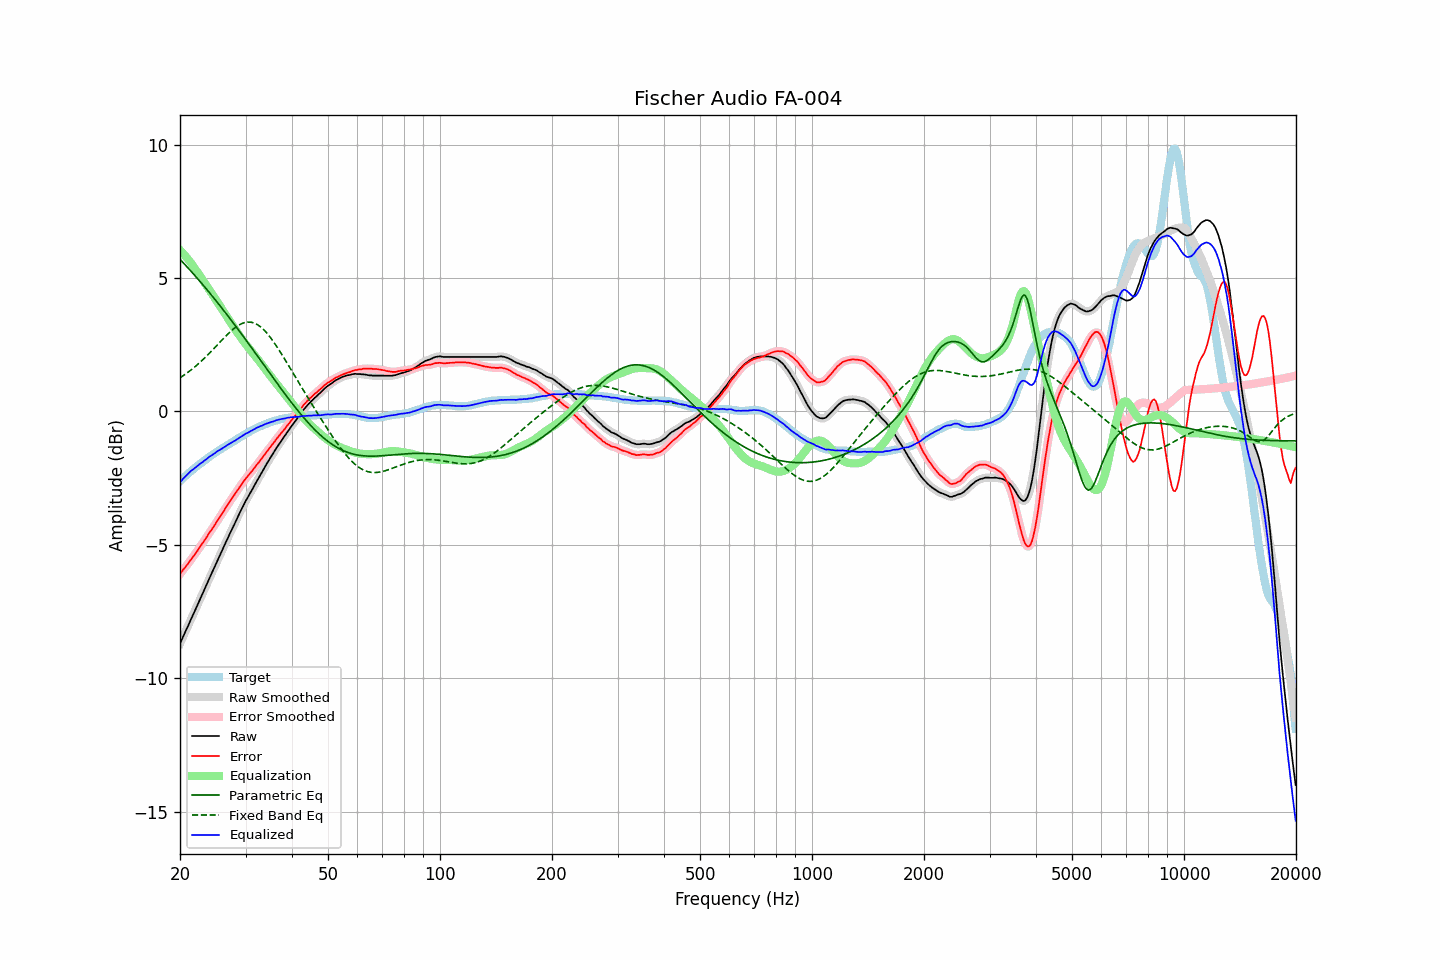 Fischer Audio FA-004
Amplitude (dBr)
10
5
0
−5
−10
−15
Target
Raw Smoothed
Error Smoothed
Raw
Error
Equalization
Parametric Eq
Fixed Band Eq
Equalized
20 50 100 200 500 1000 2000 5000 10000 20000
Frequency (Hz)